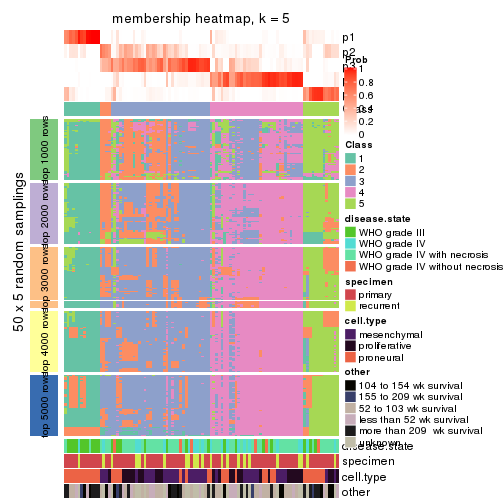 membership heatmap, k = 5
p1
p2
p3
Prob
1
0.8
0.6
0.4
0.2
0
Class
1
2
3
4
5
disease.state
WHO grade III
WHO grade IV
WHO grade IV with necrosis
WHO grade IV without necrosis
specimen
primary
recurrent
cell.type
mesenchymal
proliferative
proneural
other
104 to 154 wk survival
155 to 209 wk survival
52 to 103 wk survival
less than 52 wk survival
more than 209 wk survival
unknown
50 x 5 random samplings
top 1000 rows
top 2000 rows
top 3000 rows
top 4000 rows
top 5000 rows
disease.state
specimen
cell.type
other